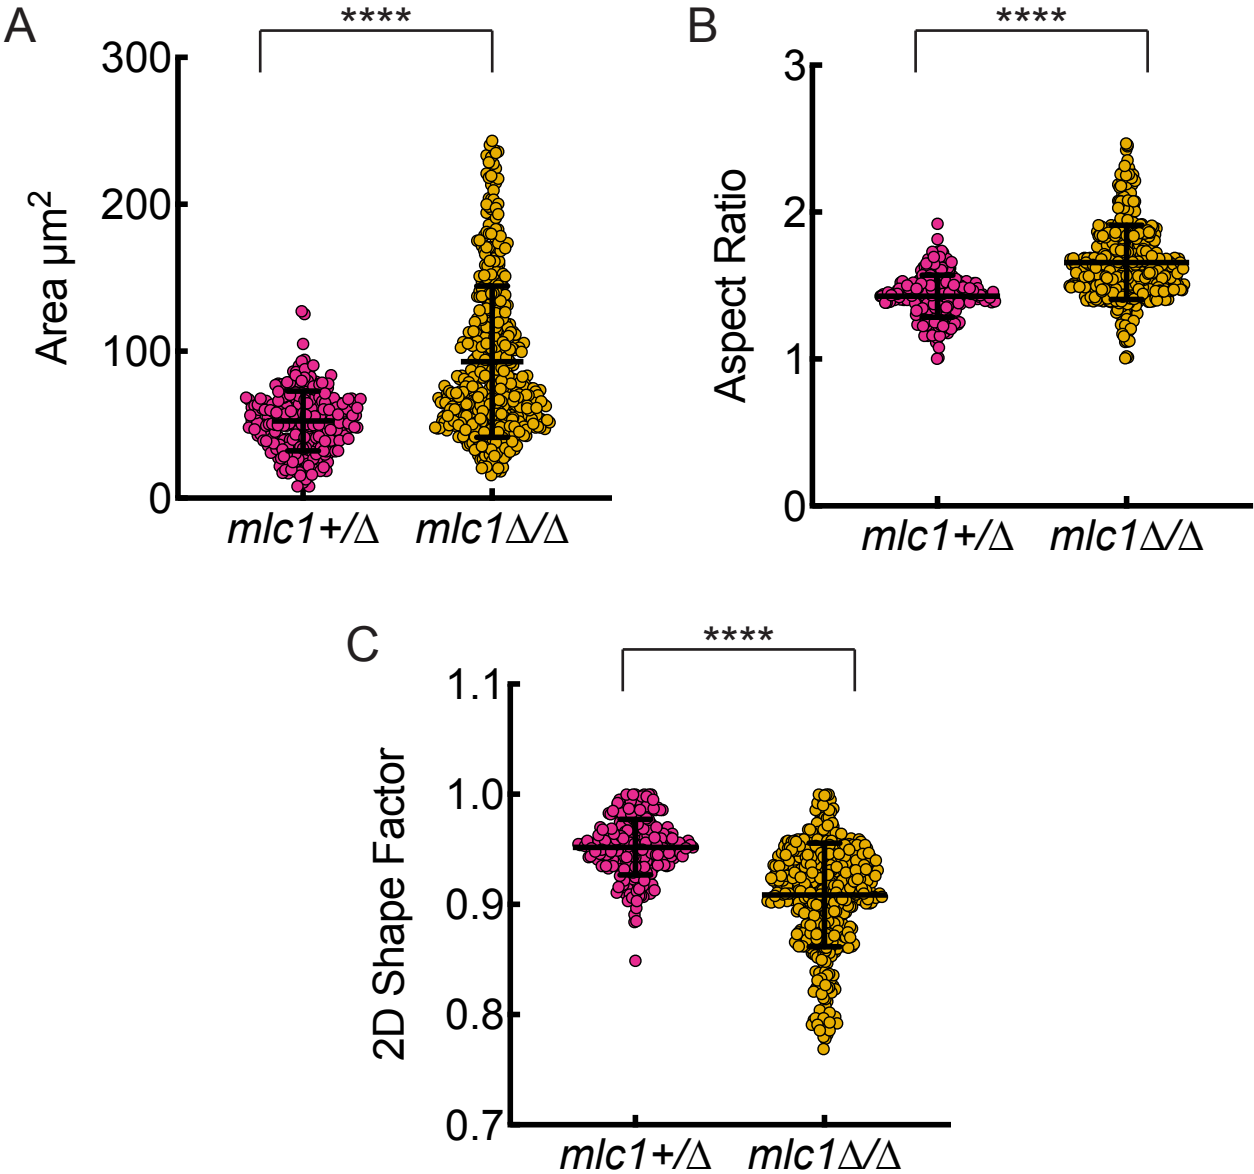 A
****
300
200
100
0
Area µm²
mlc1+/Δ mlc1Δ/Δ
B
****
3
2
1
0
Aspect Ratio
mlc1+/Δ mlc1Δ/Δ
C
****
1.1
1.0
0.9
0.8
0.7
2D Shape Factor
mlc1+/Δ mlc1Δ/Δ